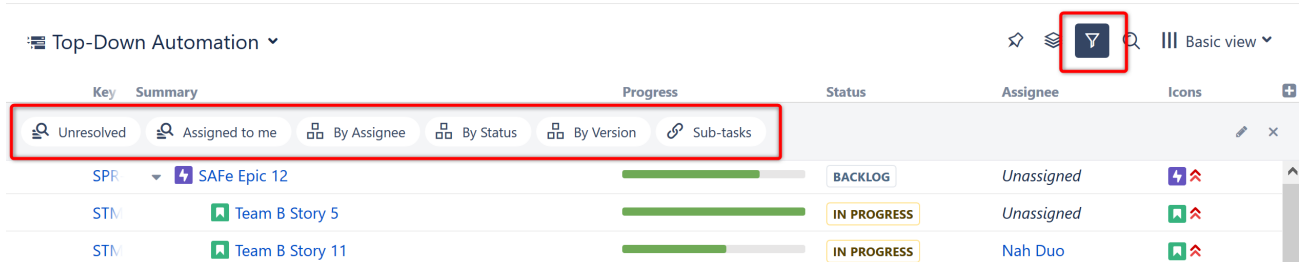 Top-Down Automation Basic view
Key Summary Progress Status Assignee Icons
Unresolved Assigned to me By Assignee By Status By Version Sub-tasks
SPR SAFe Epic 12 BACKLOG Unassigned
STM Team B Story 5 IN PROGRESS Unassigned
STM Team B Story 11 IN PROGRESS Nah Duo